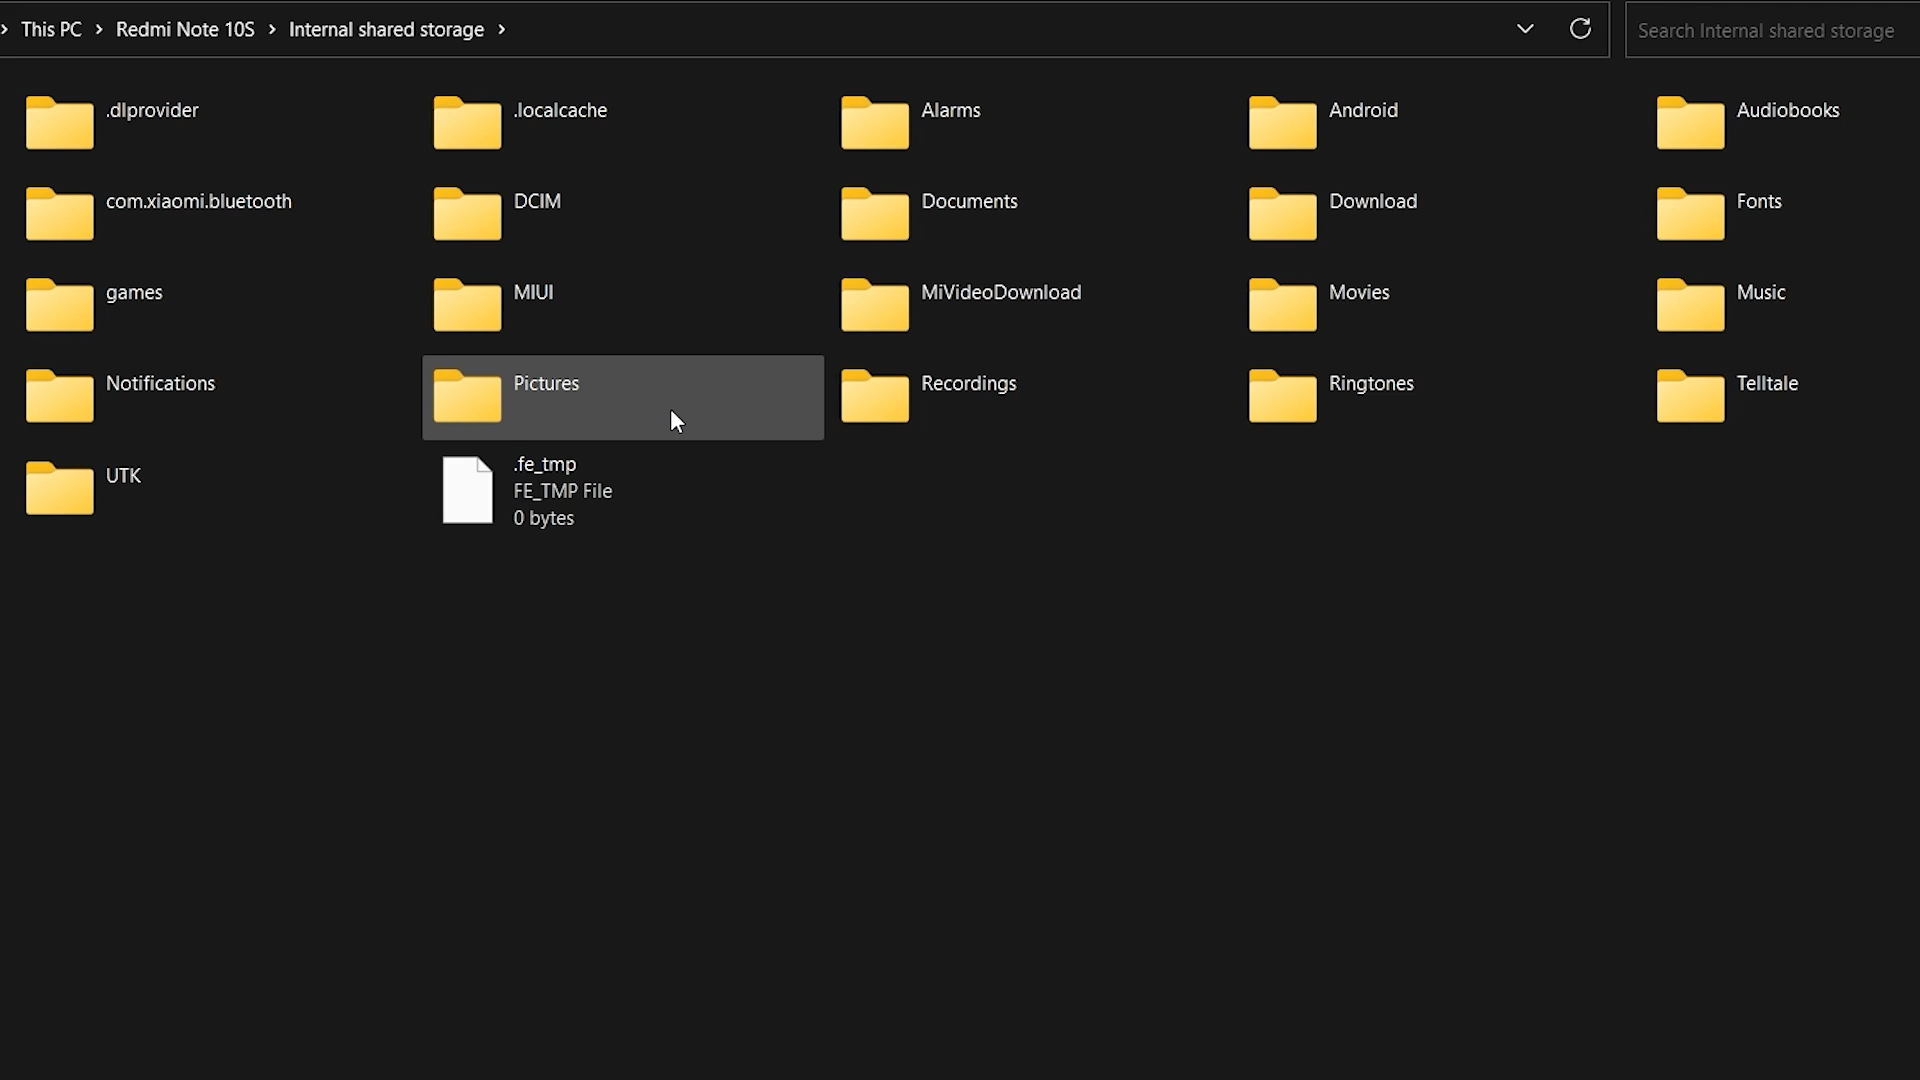 This PC > Redmi Note 10S > Internal shared storage >
Search Internal shared storage
.dlprovider
.localcache
Alarms
Android
Audiobooks
com.xiaomi.bluetooth
DCIM
Documents
Download
Fonts
games
MIUI
MiVideoDownload
Movies
Music
Notifications
Pictures
Recordings
Ringtones
Telltale
UTK
.fe_tmp
FE_TMP File
0 bytes